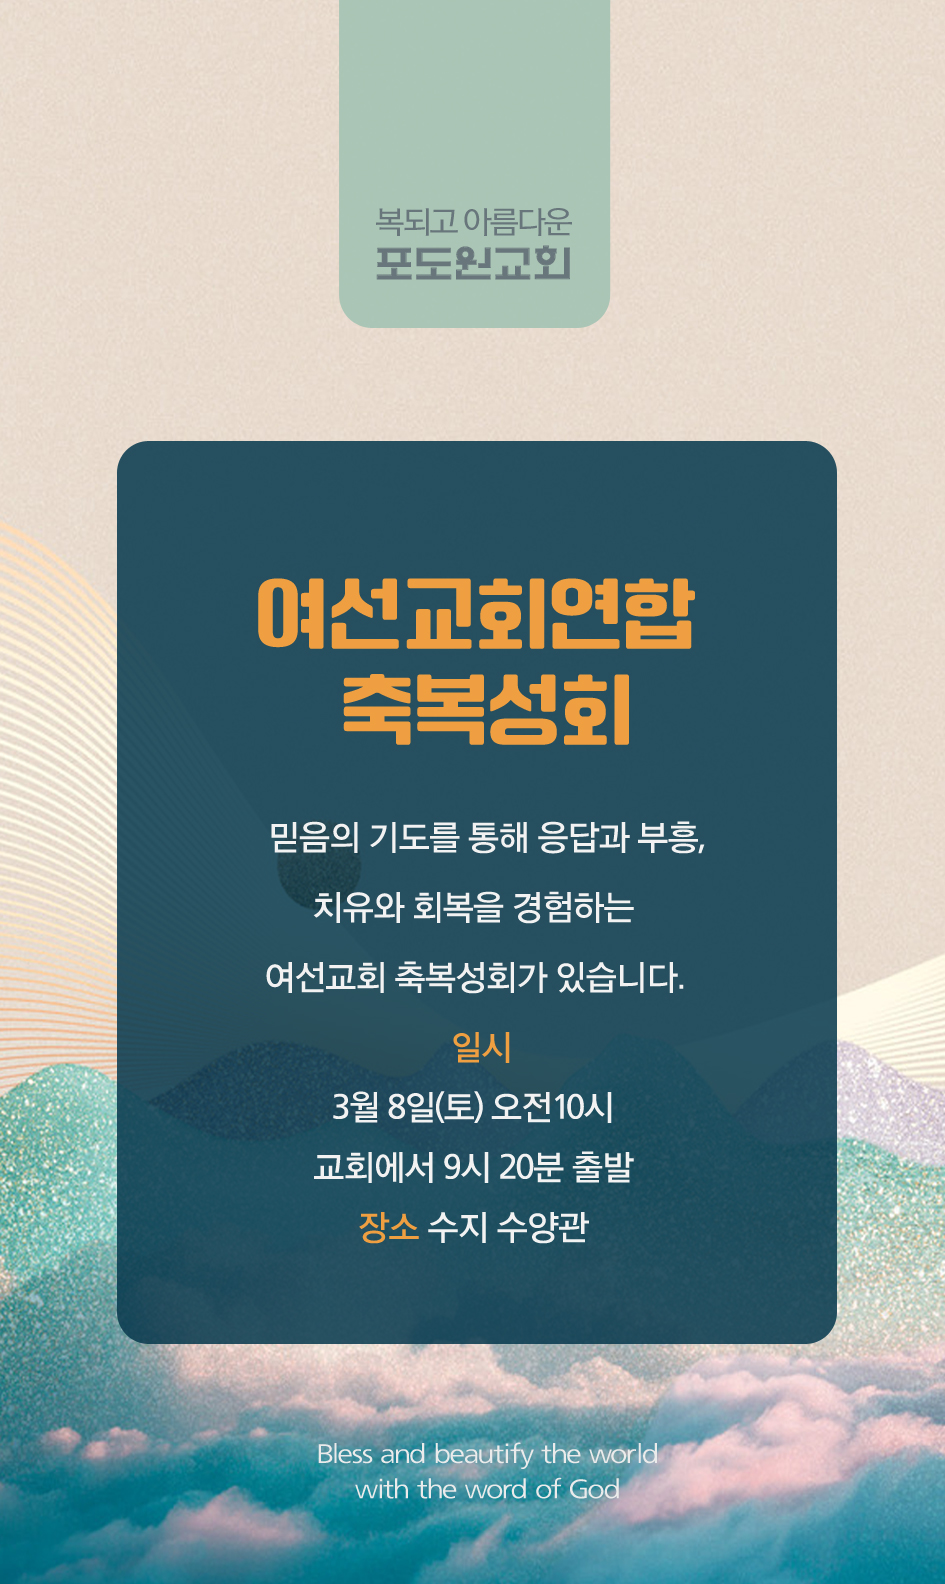 복되고 아름다운
포도원교회
여선교회연합
축복성회
믿음의 기도를 통해 응답과 부흥,
치유와 회복을 경험하는
여선교회 축복성회가 있습니다.
일시
3월 8일(토) 오전10시
교회에서 9시 20분 출발
장소 수지 수양관
Bless and beautify the world
with the word of God